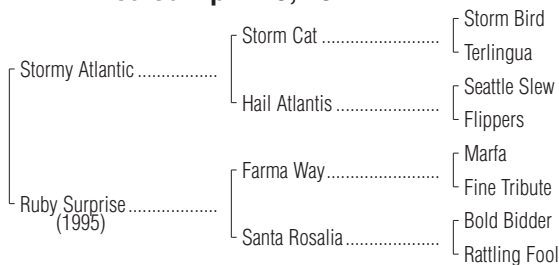 Storm Bird
Storm Cat ..............................
Terlingua
Stormy Atlantic .....................
Seattle Slew
Hail Atlantis ...........................
Flippers
Marfa
Farma Way.............................
Fine Tribute
Ruby Surprise .......................
(1995)
Bold Bidder
Santa Rosalia.........................
Rattling Fool